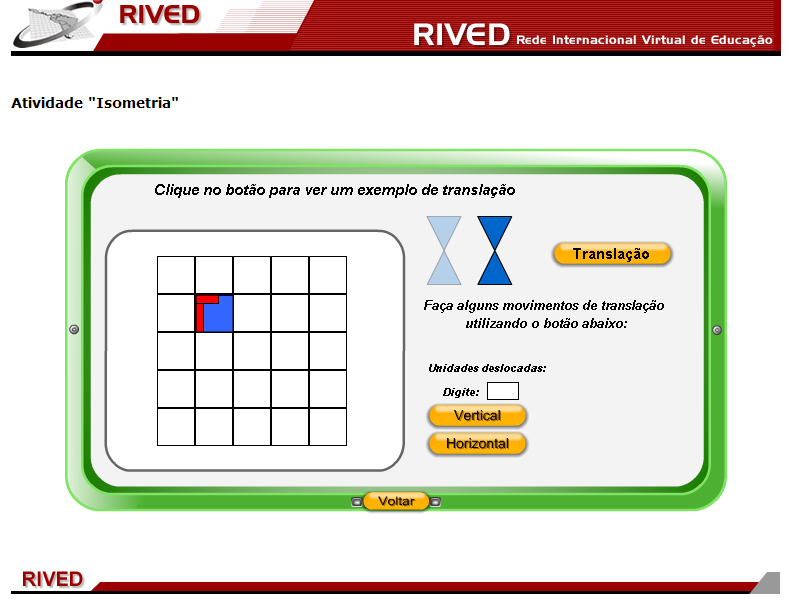 RIVED
RIVED Rede Internacional Virtual de Educação
Atividade "Isometria"
Clique no botão para ver um exemplo de translação
Translação
Faça alguns movimentos de translação
utilizando o botão abaixo:
Unidades deslocadas:
Digite:
Vertical
Horizontal
Voltar
RIVED